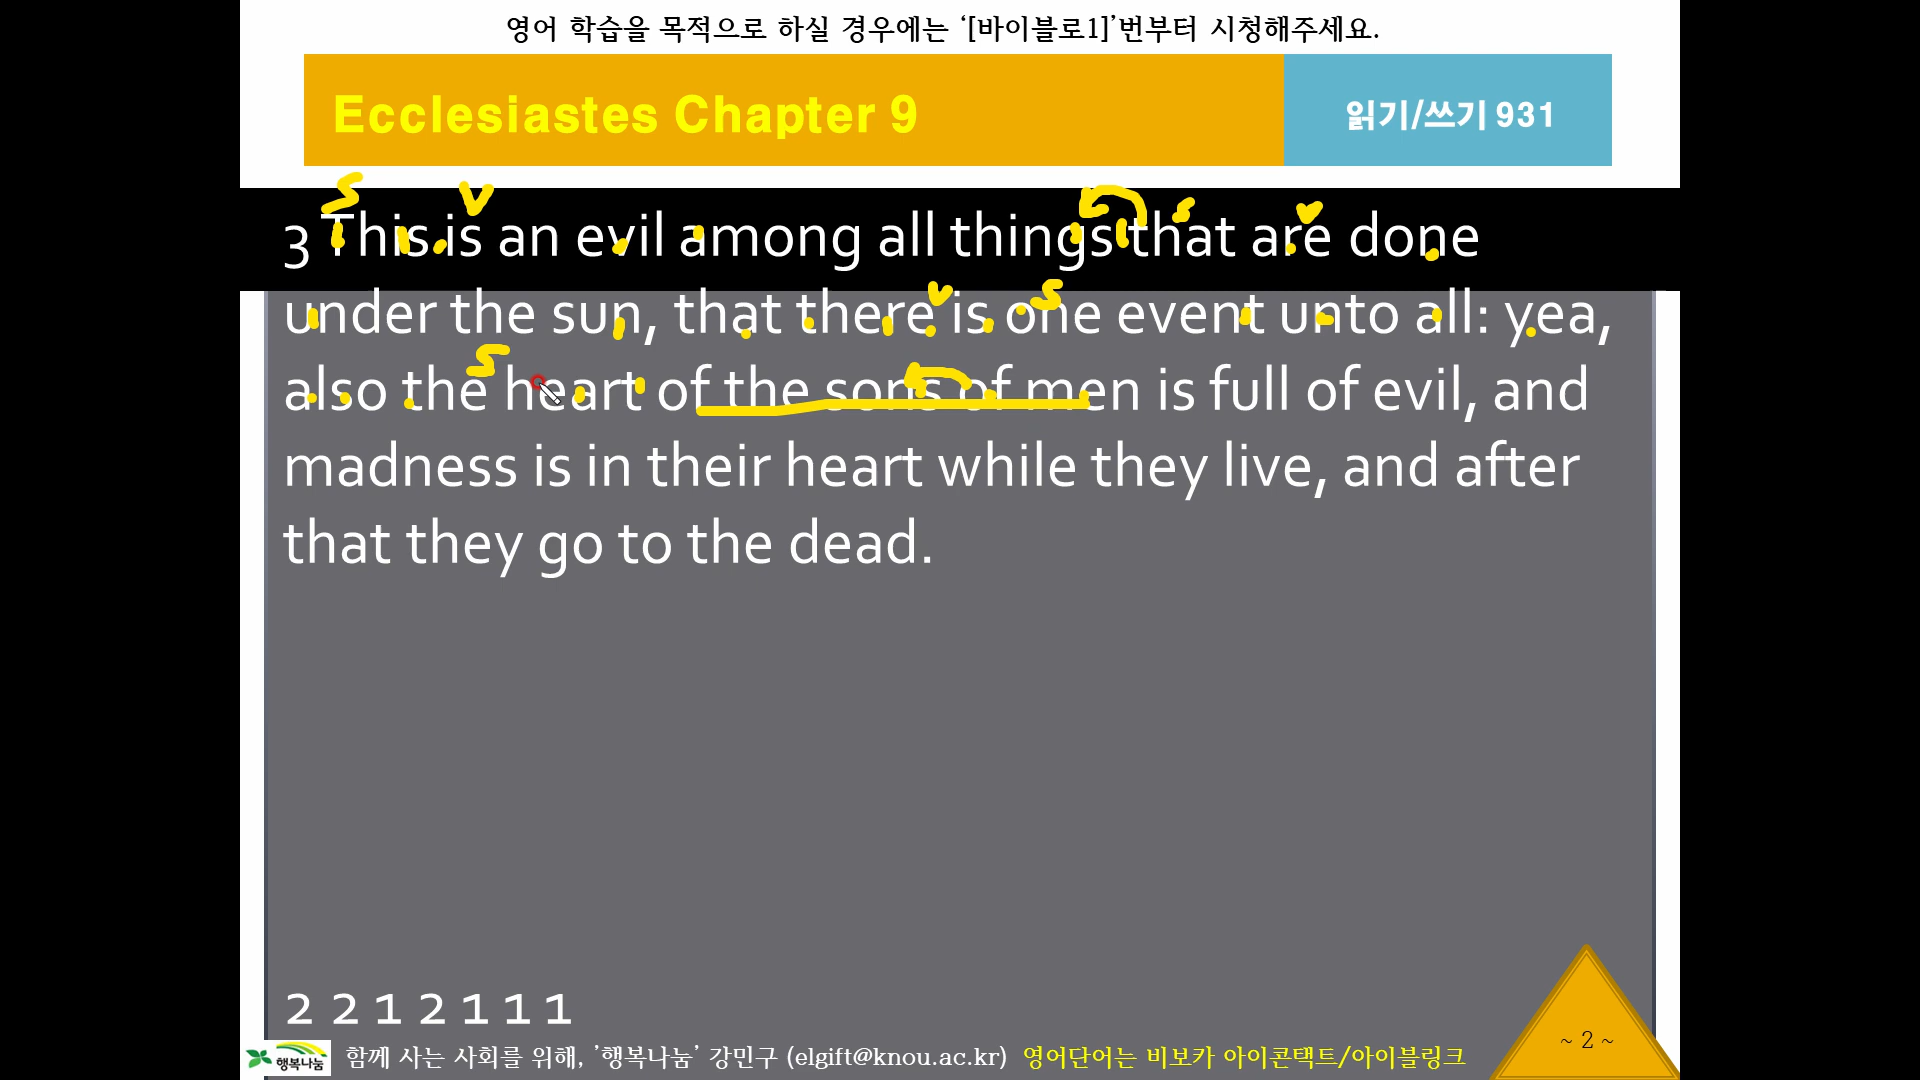 영어 학습을 목적으로 하실 경우에는 ‘[바이블로1]’번부터 시청해주세요.
Ecclesiastes Chapter 9
읽기/쓰기 931
3 This is an evil among all things that are done
under the sun, that there is one event unto all: yea,
also the heart of the sons of men is full of evil, and
madness is in their heart while they live, and after
that they go to the dead.
2 2 1 2 1 1 1
~ 2 ~
행복나눔 함께 사는 사회를 위해, ’행복나눔’ 강민구 (elgift@knou.ac.kr) 영어단어는 비보카 아이콘택트/아이블링크